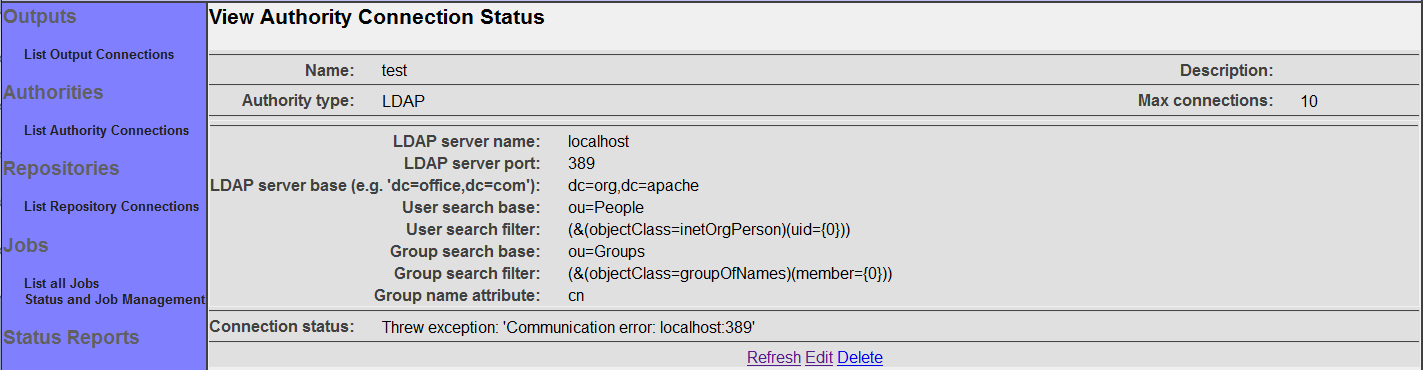 Outputs
List Output Connections
Authorities
List Authority Connections
Repositories
List Repository Connections
Jobs
List all Jobs
Status and Job Management
Status Reports
View Authority Connection Status
Name: test Description:
Authority type: LDAP Max connections: 10
LDAP server name: localhost
LDAP server port: 389
LDAP server base (e.g. 'dc=office,dc=com'): dc=org,dc=apache
User search base: ou=People
User search filter: (&(objectClass=inetOrgPerson)(uid={0}))
Group search base: ou=Groups
Group search filter: (&(objectClass=groupOfNames)(member={0}))
Group name attribute: cn
Connection status: Threw exception: 'Communication error: localhost:389'
Refresh Edit Delete